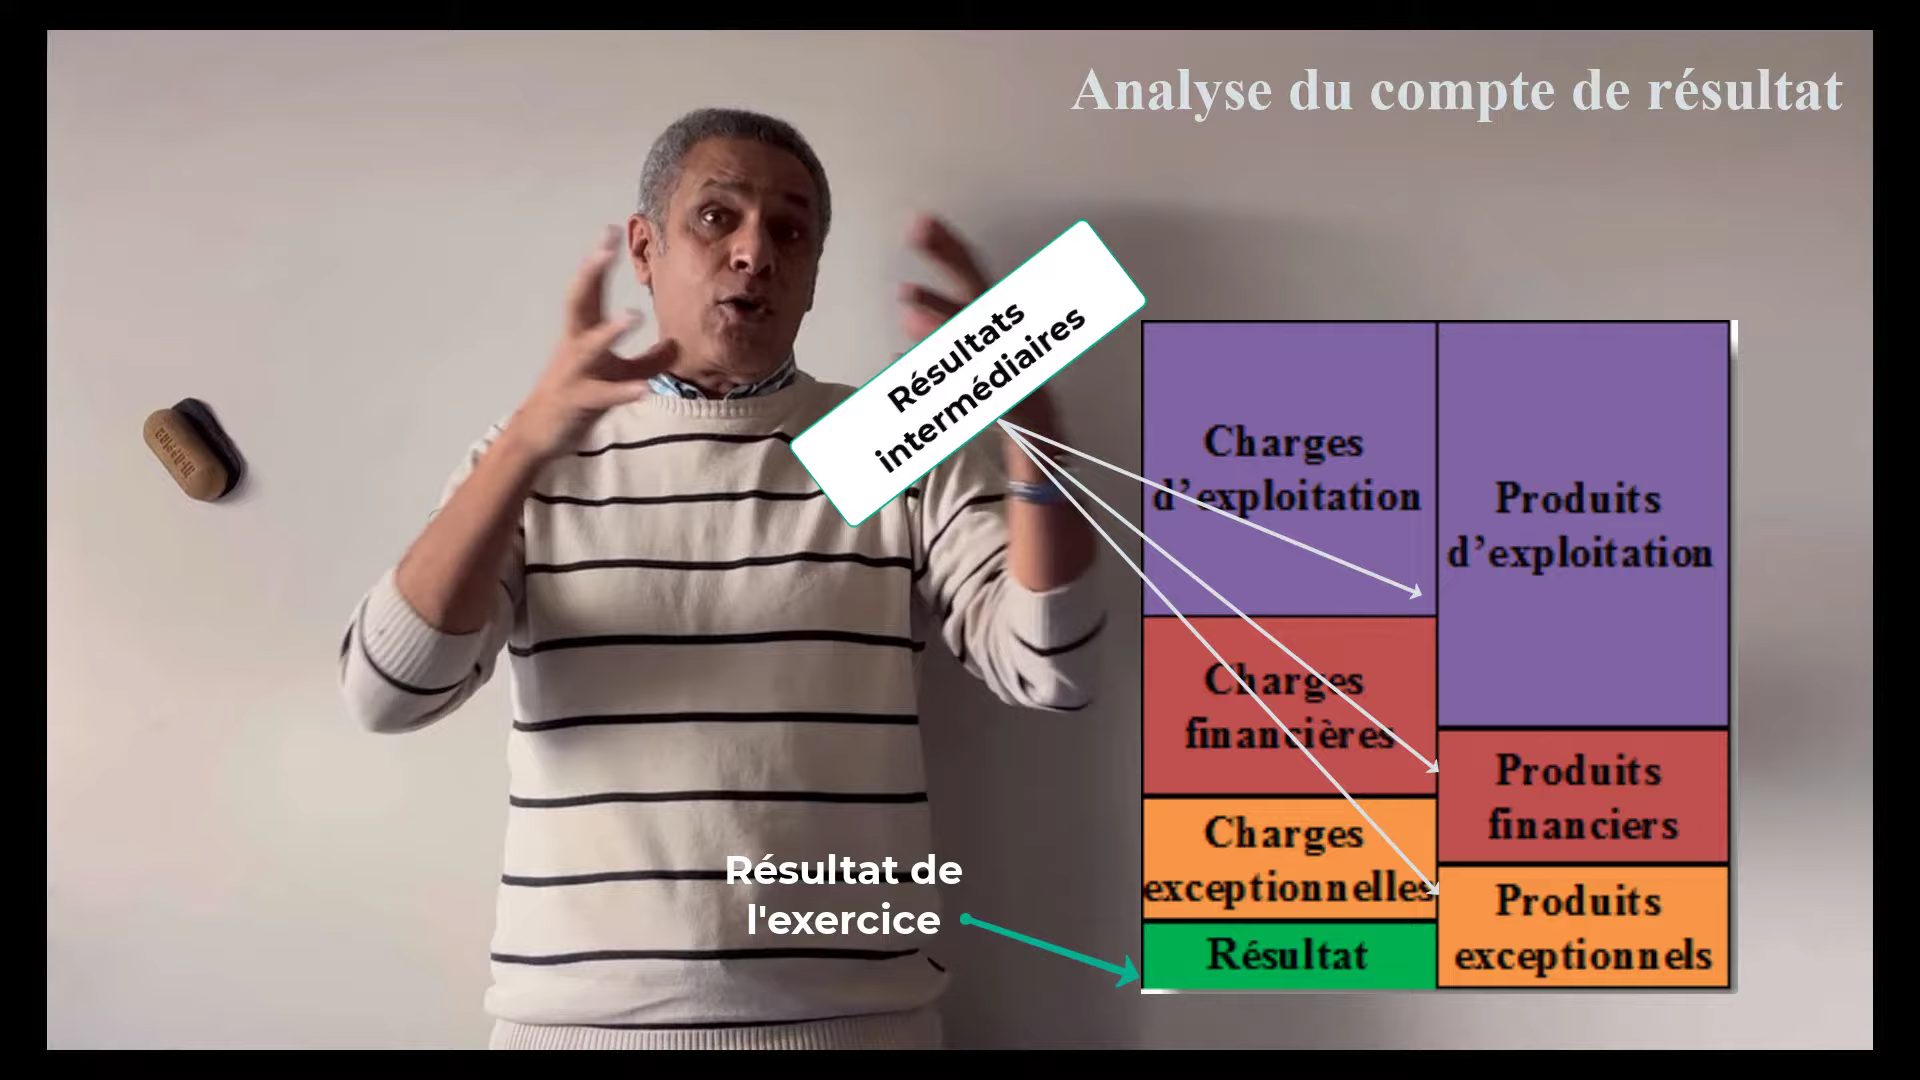 Analyse du compte de résultat
Résultats
intermédiaires
Charges
d’exploitation
Produits
d’exploitation
Charges
financières
Produits
financiers
Charges
exceptionnelles
Produits
exceptionnels
Résultat de
l'exercice
Résultat